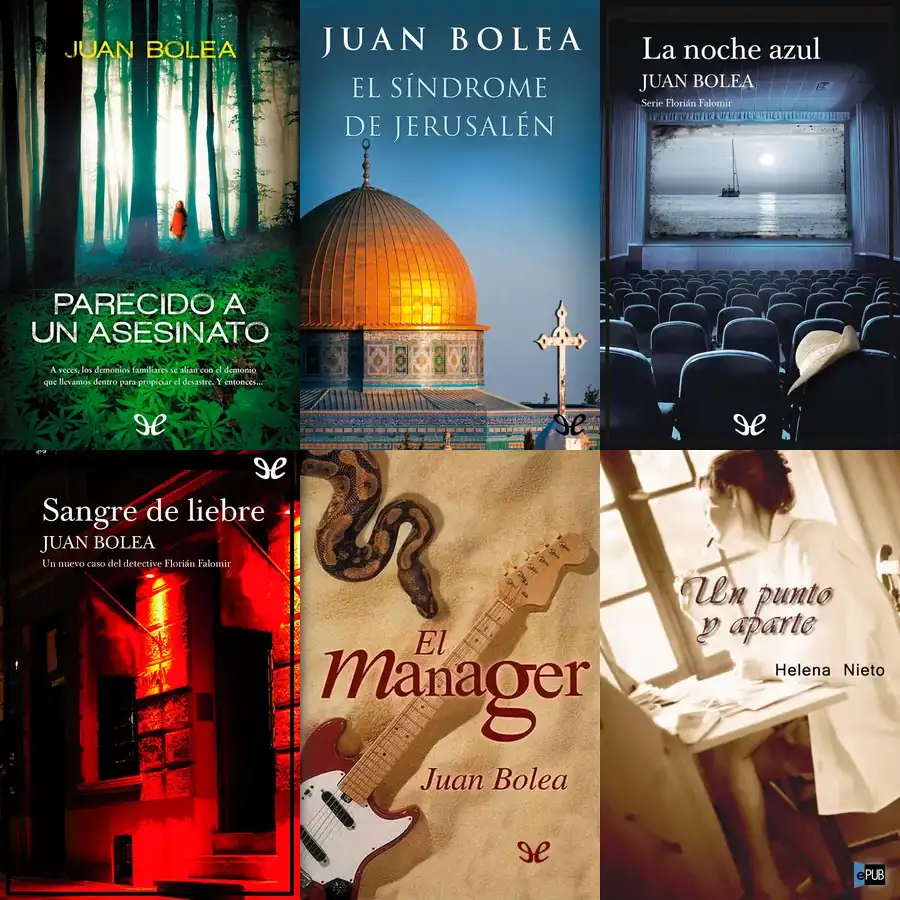 JUAN BOLEA
PARECIDO A
UN ASESINATO
A veces, los demonios familiares se alían con el demonio
que llevamos dentro para propiciar el desastre. Y entonces...
JUAN BOLEA
EL SÍNDROME
DE JERUSALÉN
La noche azul
JUAN BOLEA
Serie Florián Falomir
Sangre de liebre
JUAN BOLEA
Un nuevo caso del detective Florián Falomir
El
Manager
Juan Bolea
Un punto
y aparte
Helena Nieto
ePUB